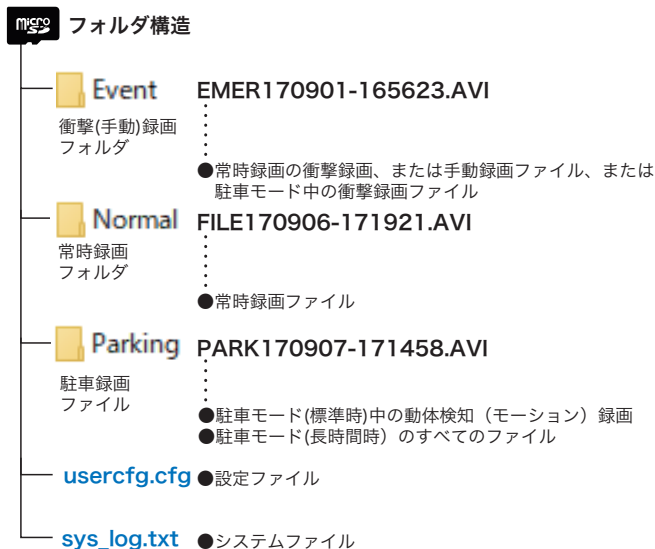 micro SD フォルダ構造
Event EMER170901-165623.AVI
衝撃(手動)録画
フォルダ
●常時録画の衝撃録画、または手動録画ファイル、または
駐車モード中の衝撃録画ファイル
Normal FILE170906-171921.AVI
常時録画
フォルダ
●常時録画ファイル
Parking PARK170907-171458.AVI
駐車録画
ファイル
●駐車モード(標準時)中の動体検知（モーション）録画
●駐車モード(長時間時）のすべてのファイル
usercfg.cfg ●設定ファイル
sys_log.txt ●システムファイル